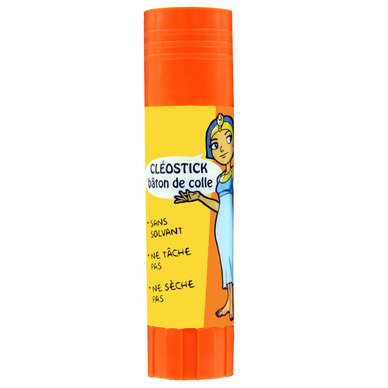 CLÉOSTICK
bâton de colle
• SANS
SOLVANT
• NE TÂCHE
PAS
• NE SÈCHE
PAS